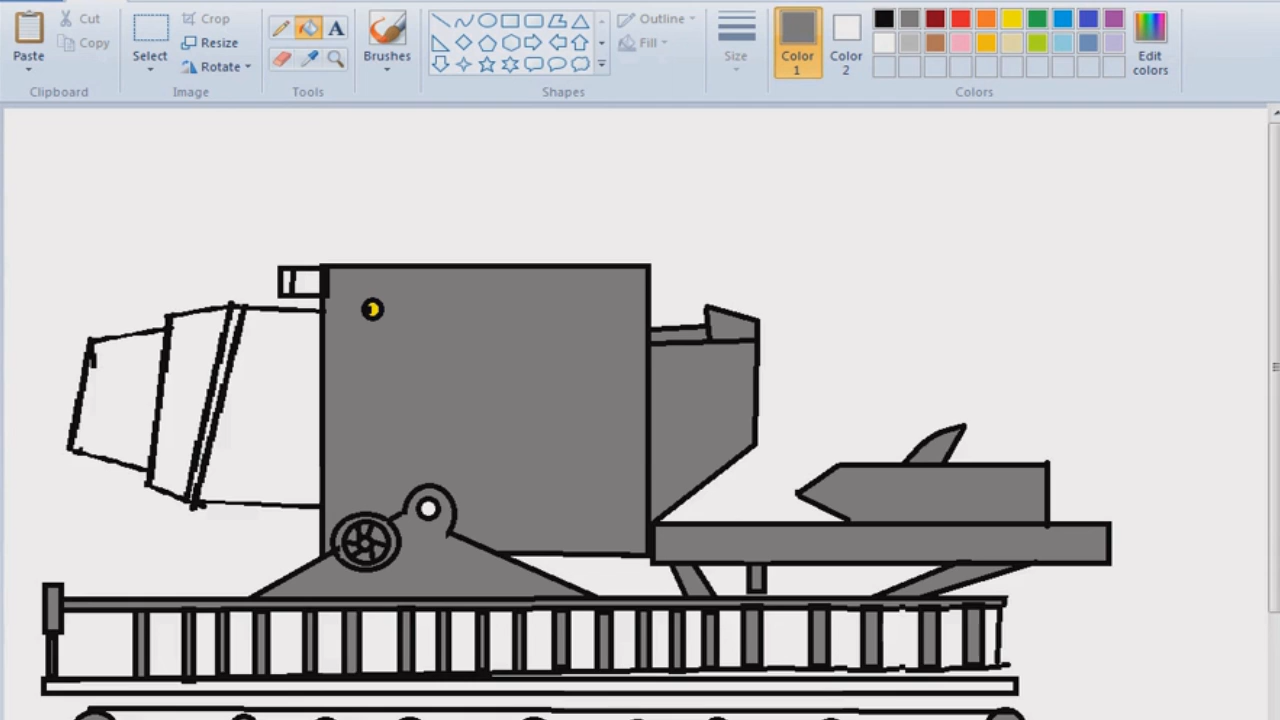 Cut
Copy
Paste
Clipboard
Crop
Resize
Rotate
Select
Image
A
Tools
Brushes
Outline
Fill
Shapes
Size
Color 1
Color 2
Edit colors
Colors